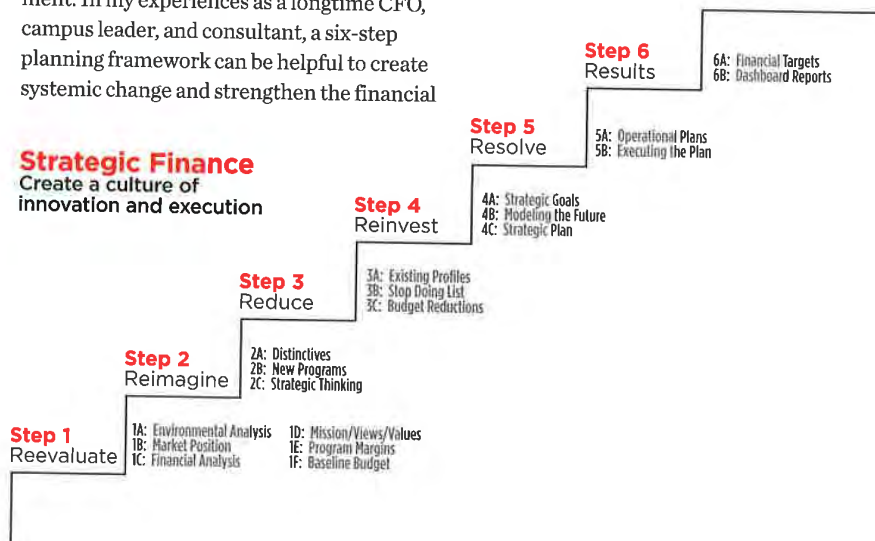 ment. In my experiences as a longtime CFO,
campus leader, and consultant, a six-step
planning framework can be helpful to create
systemic change and strengthen the financial
Strategic Finance
Create a culture of
innovation and execution
Step 6
Results
6A: Financial Targets
6B: Dashboard Reports
Step 5
Resolve
5A: Operational Plans
5B: Executing the Plan
Step 4
Reinvest
4A: Strategic Goals
4B: Modeling the Future
4C: Strategic Plan
Step 3
Reduce
3A: Existing Profiles
3B: Stop Doing List
3C: Budget Reductions
Step 2
Reimagine
2A: Distinctives
2B: New Programs
2C: Strategic Thinking
Step 1
Reevaluate
1A: Environmental Analysis
1B: Market Position
1C: Financial Analysis
1D: Mission/Views/Values
1E: Program Margins
1F: Baseline Budget